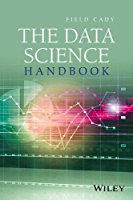 FIELD CADY
THE DATA
SCIENCE
HANDBOOK
WILEY